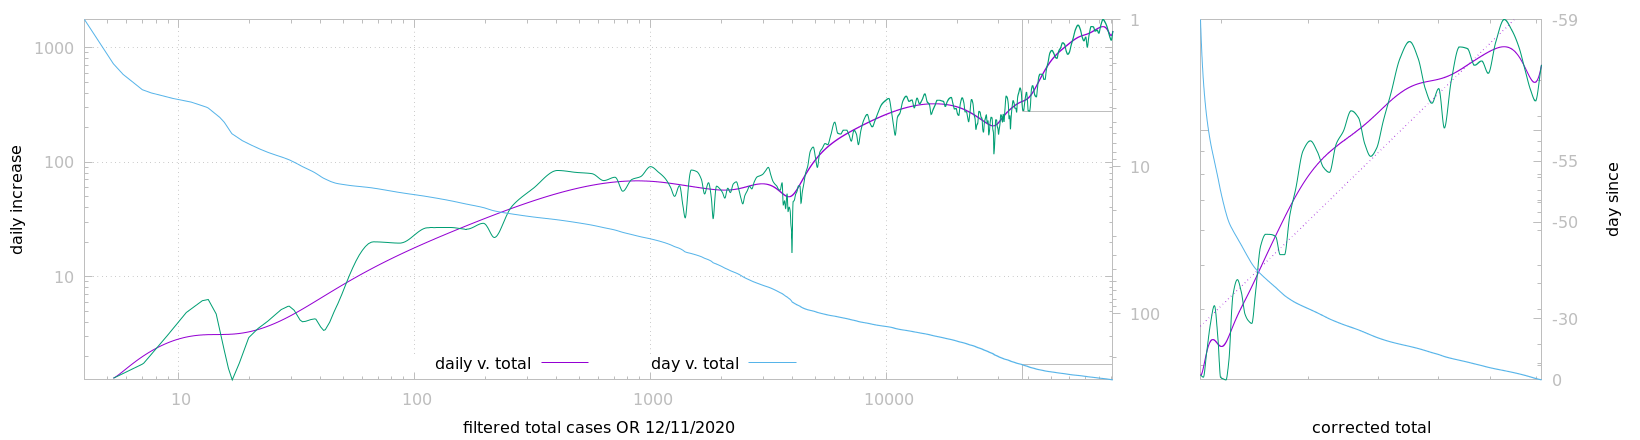 1000
100
10
daily increase
1
10
100
daily v. total
day v. total
10
100
1000
10000
filtered total cases OR 12/11/2020
-59
-55
-50
-30
0
day since
corrected total